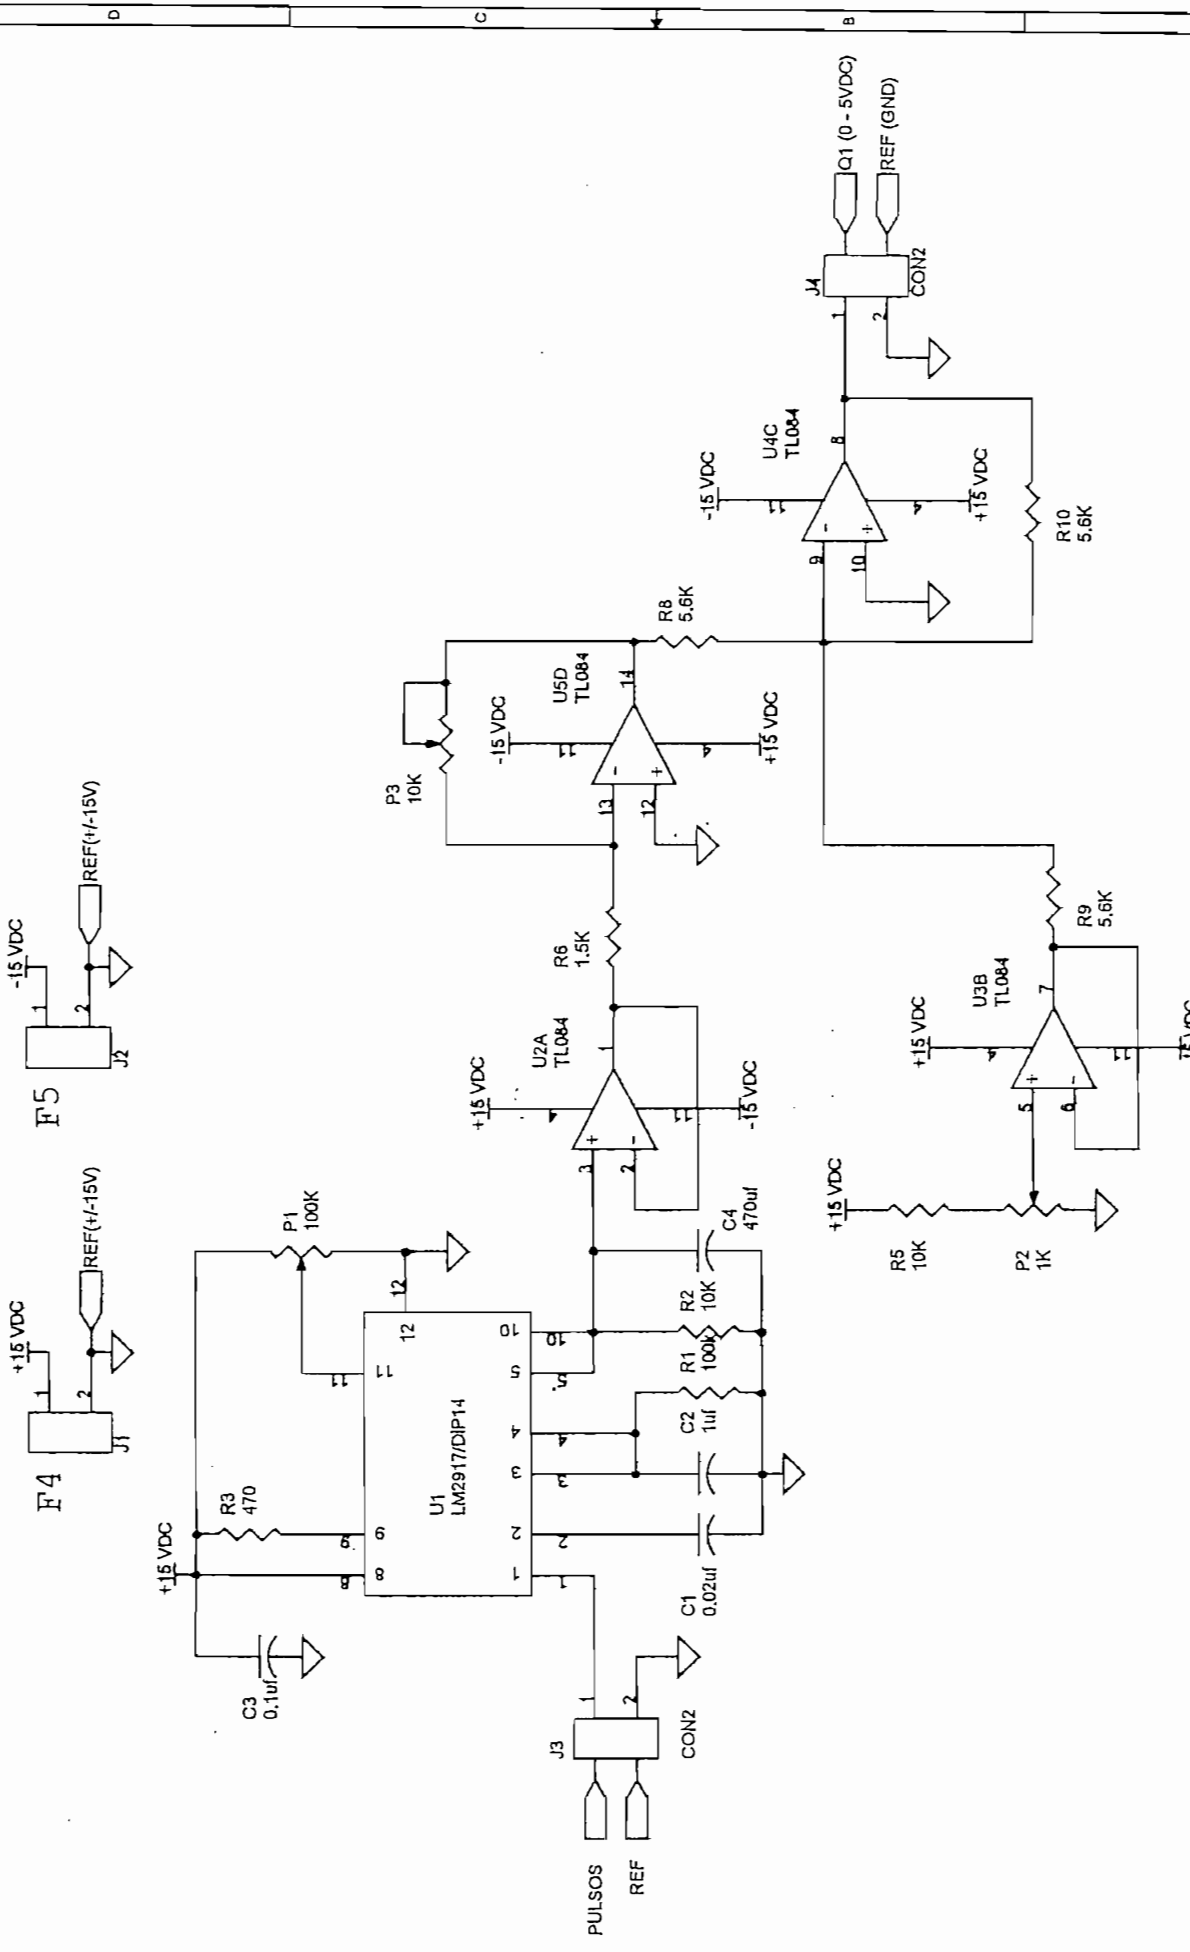 D
C
B
F4
+15 VDC
1
2
J1
REF(+/-15V)
F5
-15 VDC
1
2
J2
REF(+/-15V)
+15 VDC
C3
0.1uf
R3
470
P1
100K
8
9
11
12
8
9
11
12
U1
LM2917/DIP14
1
2
3
4
5
10
1
2
3
4
5
10
PULSOS
REF
J3
1
2
CON2
C1
0.02uf
C2
1uf
R1
100k
R2
10K
C4
470uf
+15 VDC
4
3
+
2
-
1
11
-15 VDC
U2A
TL084
R6
1.5K
P3
10K
-15 VDC
11
13
-
12
+
14
4
+15 VDC
U5D
TL084
R8
5.6K
+15 VDC
R5
10K
P2
1K
+15 VDC
4
5
+
6
-
7
11
U3B
TL084
R9
5.6K
-15 VDC
11
9
-
10
+
8
4
+15 VDC
U4C
TL084
R10
5.6K
J4
1
2
CON2
Q1 (0 - 5VDC)
REF (GND)